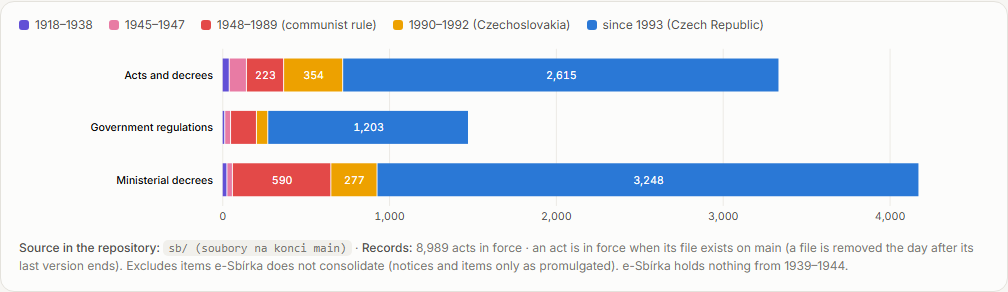 1918–1938 1945–1947 1948–1989 (communist rule) 1990–1992 (Czechoslovakia) since 1993 (Czech Republic)
Acts and decrees 223 354 2,615
Government regulations 1,203
Ministerial decrees 590 277 3,248
0 1,000 2,000 3,000 4,000
Source in the repository: sb/ (soubory na konci main) · Records: 8,989 acts in force · an act is in force when its file exists on main (a file is removed the day after its
last version ends). Excludes items e-Sbírka does not consolidate (notices and items only as promulgated). e-Sbírka holds nothing from 1939–1944.